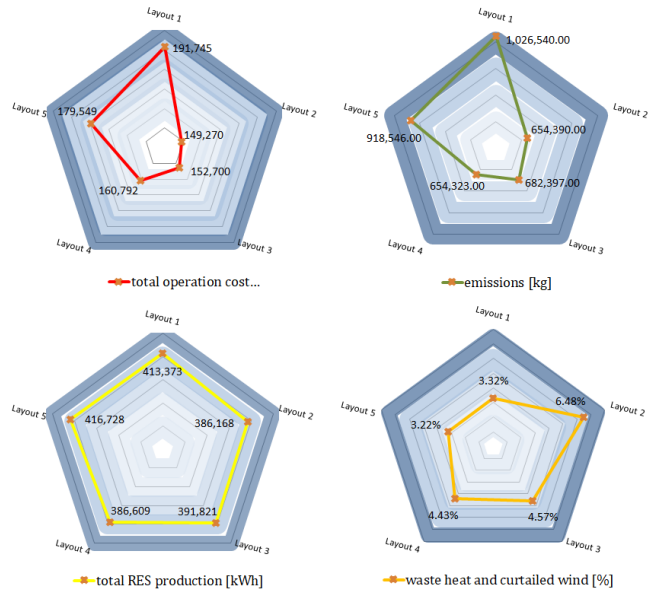 Layout 1
191,745
Layout 2
149,270
Layout 3
152,700
Layout 4
160,792
Layout 5
179,549
total operation cost...
Layout 1
1,026,540.00
Layout 2
654,390.00
Layout 3
682,397.00
Layout 4
654,323.00
Layout 5
918,546.00
emissions [kg]
Layout 1
413,373
Layout 2
386,168
Layout 3
391,821
Layout 4
386,609
Layout 5
416,728
total RES production [kWh]
Layout 1
3.32%
Layout 2
6.48%
Layout 3
4.57%
Layout 4
4.43%
Layout 5
3.22%
waste heat and curtailed wind [%]